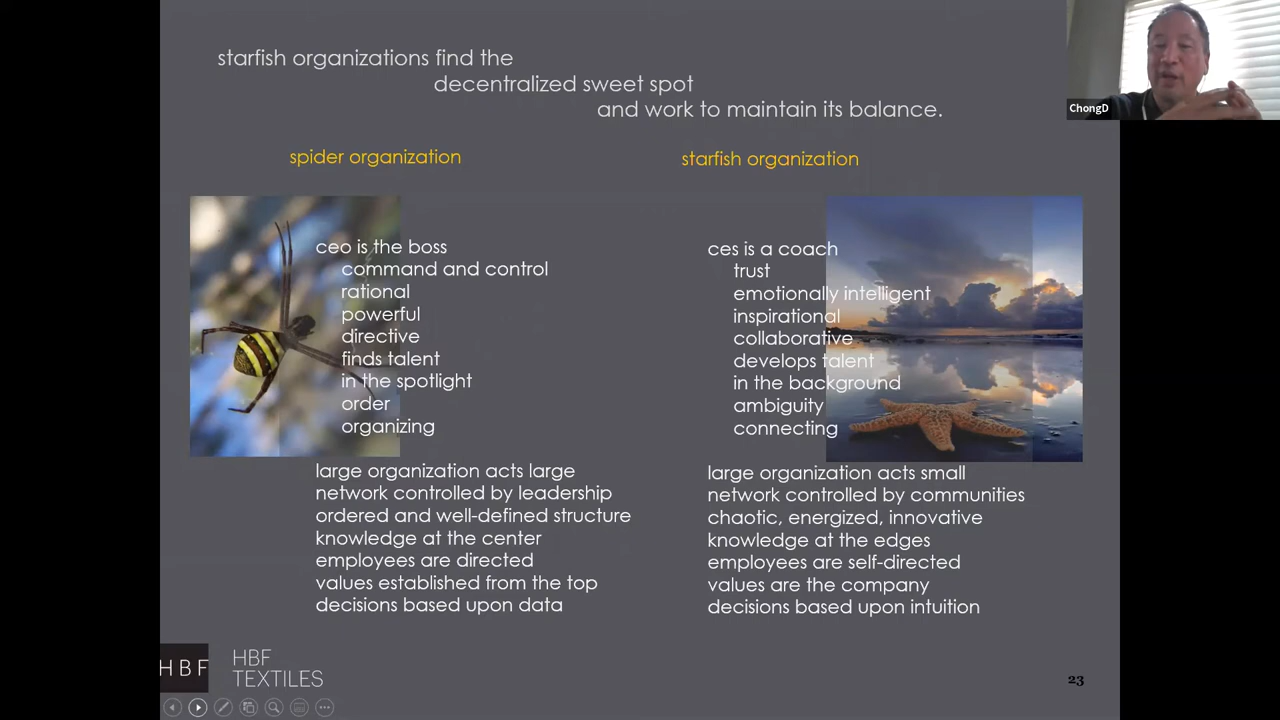 starfish organizations find the
decentralized sweet spot
and work to maintain its balance.
ChongD
spider organization
ceo is the boss
command and control
rational
powerful
directive
finds talent
in the spotlight
order
organizing
large organization acts large
network controlled by leadership
ordered and well-defined structure
knowledge at the center
employees are directed
values established from the top
decisions based upon data
starfish organization
ces is a coach
trust
emotionally intelligent
inspirational
collaborative
develops talent
in the background
ambiguity
connecting
large organization acts small
network controlled by communities
chaotic, energized, innovative
knowledge at the edges
employees are self-directed
values are the company
decisions based upon intuition
HBF
HBF
TEXTILES
23